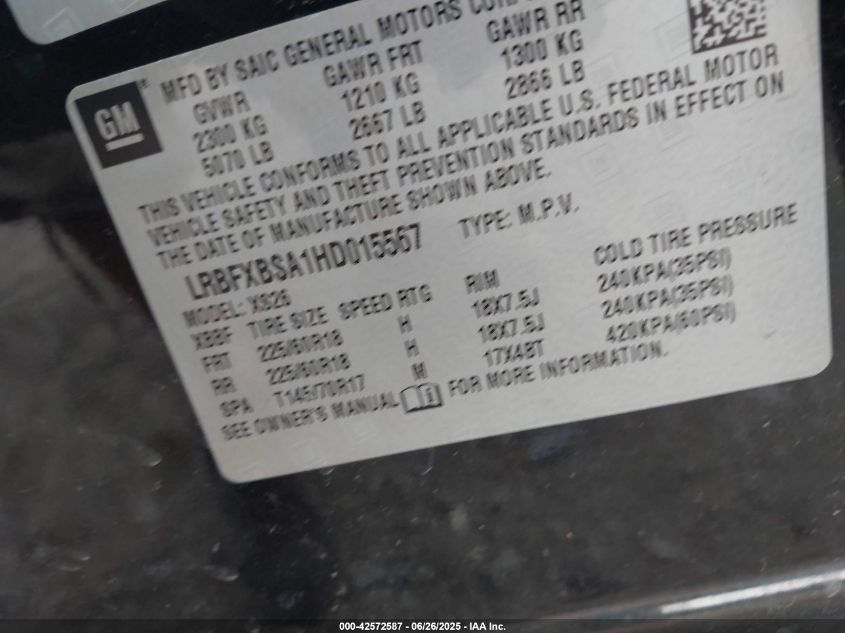 GM®
MFD BY SAIC GENERAL MOTORS
GVWR GAWR FRT GAWR RR
2300 KG 1210 KG 1300 KG
5070 LB 2667 LB 2866 LB
THIS VEHICLE CONFORMS TO ALL APPLICABLE U.S. FEDERAL MOTOR
VEHICLE SAFETY AND THEFT PREVENTION STANDARDS IN EFFECT ON
THE DATE OF MANUFACTURE SHOWN ABOVE.
LRBFXBSA1HD015567 TYPE: M.P.V.
MODEL: XS26
XBBF TIRE SIZE SPEED RTG RIM COLD TIRE PRESSURE
FRT 225/60R18 H 18X7.5J 240KPA(35PSI)
RR 225/60R18 H 18X7.5J 240KPA(35PSI)
SPA T145/70R17 M 17X4BT 420KPA(60PSI)
SEE OWNER'S MANUAL FOR MORE INFORMATION.
000-42572587 - 06/26/2025 - IAA Inc.